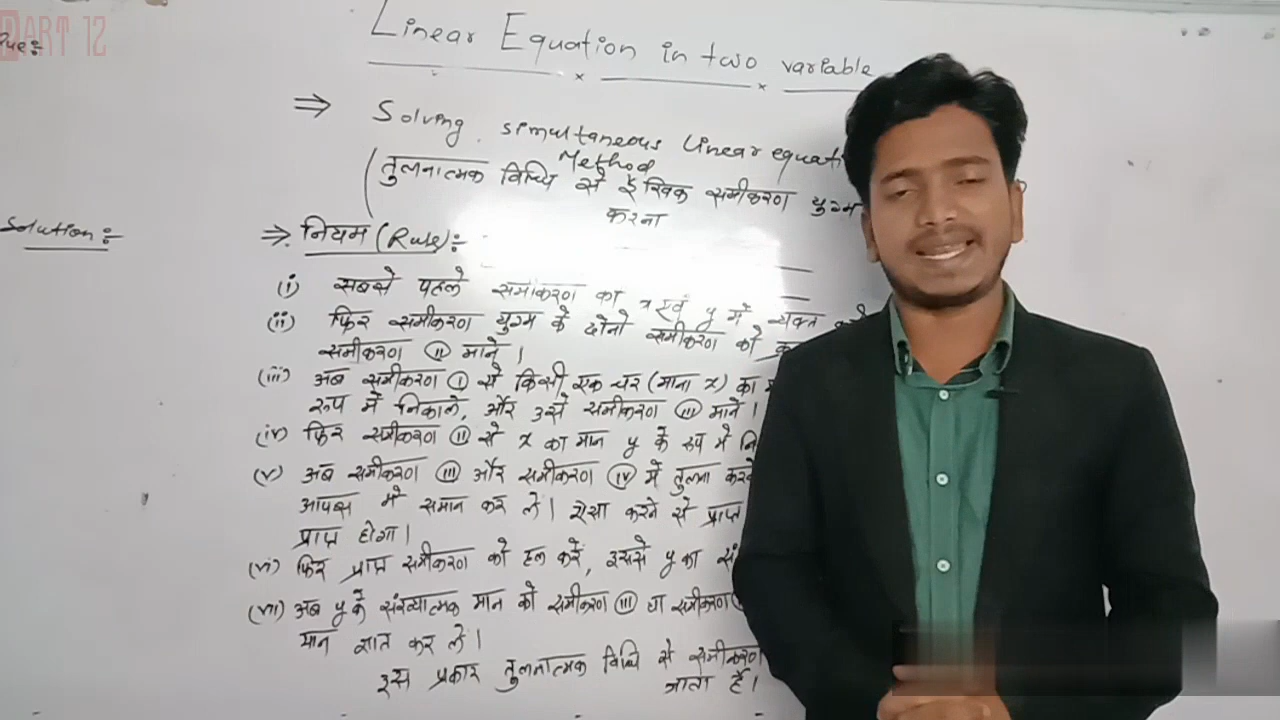 PART 12
Que:-
Linear Equation in two variable
⇒ Solving simultaneous linear equati
Method
(तुलनात्मक विधि से रैखिक समीकरण युग्म
करना
Solution :-
⇒ नियम (Rule) :-
(i) सबसे पहले समीकरण को x एवं y में व्यक्त करे
(ii) फिर समीकरण युग्म के दोनो समीकरण को
समीकरण (II) माने ।
(iii) अब समीकरण (I) से किसी एक चर (माना x) का
रूप में निकाले, और उसे समीकरण (III) माने ।
(iv) फिर समीकरण (II) से x का मान y के रूप में
(v) अब समीकरण (III) और समीकरण (IV) में तुलना
आपस में समान कर लें । ऐसा करने से प्राप्त
प्राप्त होगा ।
(vi) फिर प्राप्त समीकरण को हल करें, इससे y का
(vii) अब y के संख्यात्मक मान को समीकरण (III) या समीकरण
मान ज्ञात कर लें ।
इस प्रकार तुलनात्मक विधि से समीकरण
जाता है ।